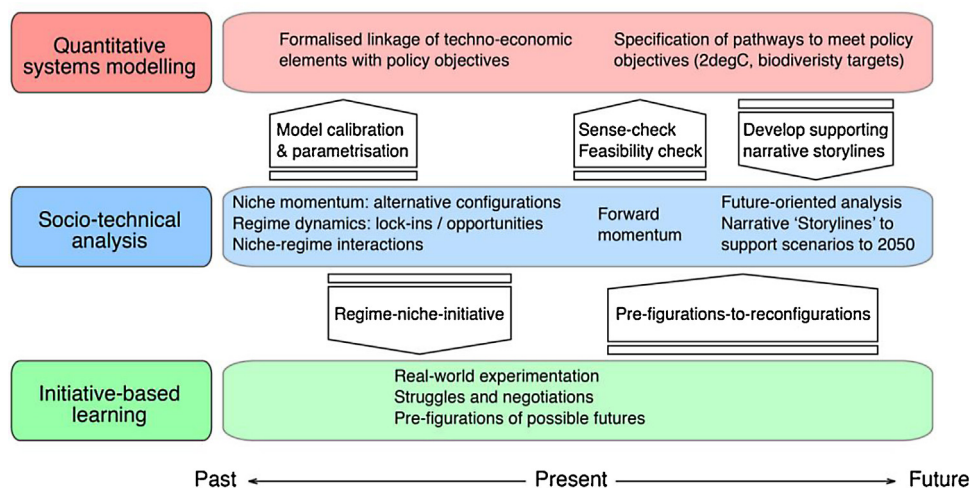 Quantitative
systems modelling
Formalised linkage of techno-economic
elements with policy objectives
Specification of pathways to meet policy
objectives (2degC, biodiveristy targets)
Model calibration
& parametrisation
Sense-check
Feasibility check
Develop supporting
narrative storylines
Socio-technical
analysis
Niche momentum: alternative configurations
Regime dynamics: lock-ins / opportunities
Niche-regime interactions
Forward
momentum
Future-oriented analysis
Narrative ‘Storylines’ to
support scenarios to 2050
Regime-niche-initiative
Pre-figurations-to-reconfigurations
Initiative-based
learning
Real-world experimentation
Struggles and negotiations
Pre-figurations of possible futures
Past
Present
Future